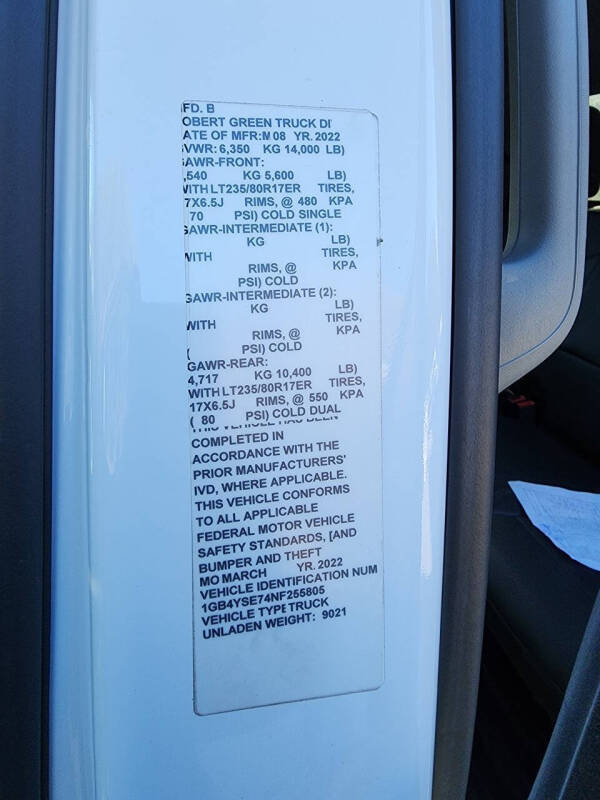 FD. B
OBERT GREEN TRUCK DI
ATE OF MFR:M 08 YR. 2022
VWR: 6,350 KG 14,000 LB)
GAWR-FRONT:
,540 KG 5,600 LB)
WITH LT235/80R17ER TIRES,
7X6.5J RIMS, @ 480 KPA
70 PSI) COLD SINGLE
GAWR-INTERMEDIATE (1):
KG LB)
WITH TIRES,
RIMS, @ KPA
PSI) COLD
GAWR-INTERMEDIATE (2):
KG LB)
WITH TIRES,
RIMS, @ KPA
( PSI) COLD
GAWR-REAR:
4,717 KG 10,400 LB)
WITH LT235/80R17ER TIRES,
17X6.5J RIMS, @ 550 KPA
( 80 PSI) COLD DUAL
THIS VEHICLE HAS BEEN
COMPLETED IN
ACCORDANCE WITH THE
PRIOR MANUFACTURERS'
IVD, WHERE APPLICABLE.
THIS VEHICLE CONFORMS
TO ALL APPLICABLE
FEDERAL MOTOR VEHICLE
SAFETY STANDARDS, [AND
BUMPER AND THEFT
MO MARCH YR. 2022
VEHICLE IDENTIFICATION NUM
1GB4YSE74NF255805
VEHICLE TYPE TRUCK
UNLADEN WEIGHT: 9021